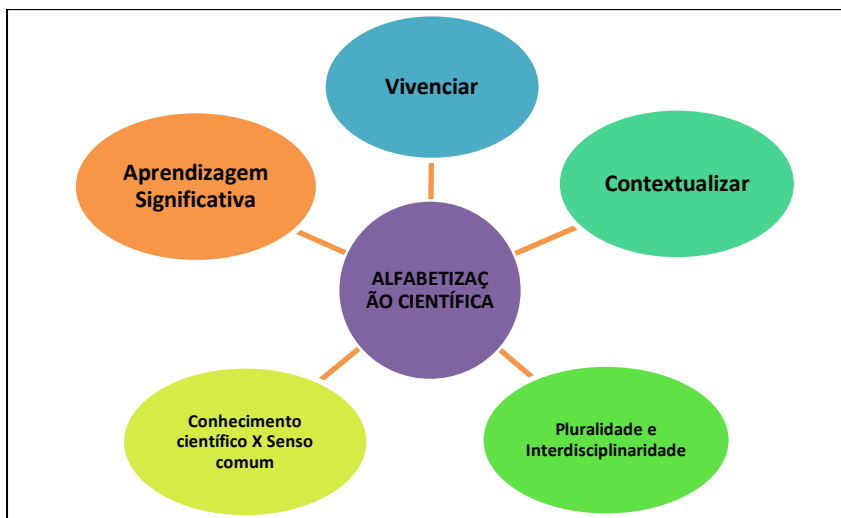 Vivenciar
Aprendizagem
Significativa
Contextualizar
ALFABETIZAÇ
ÃO CIENTÍFICA
Conhecimento
científico X Senso
comum
Pluralidade e
Interdisciplinaridade